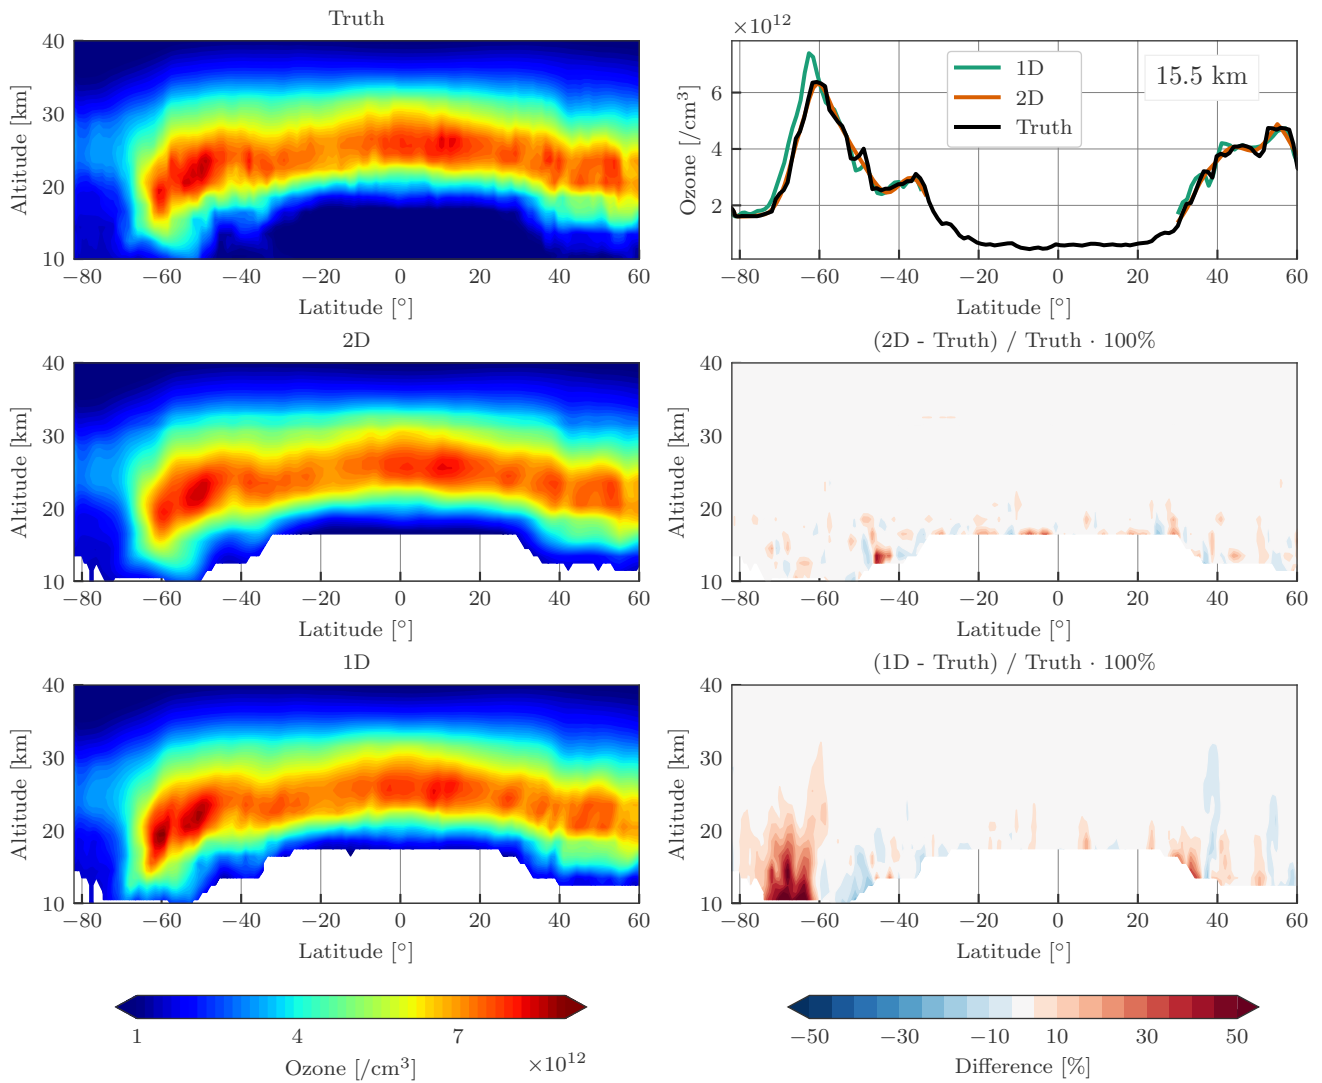 Truth
40
30
20
10
Altitude [km]
−80 −60 −40 −20 0 20 40 60
Latitude [°]
×10¹²
6
4
2
Ozone [/cm³]
1D
2D
Truth
15.5 km
−80 −60 −40 −20 0 20 40 60
Latitude [°]
2D
40
30
20
10
Altitude [km]
−80 −60 −40 −20 0 20 40 60
Latitude [°]
(2D - Truth) / Truth · 100%
40
30
20
10
Altitude [km]
−80 −60 −40 −20 0 20 40 60
Latitude [°]
1D
40
30
20
10
Altitude [km]
−80 −60 −40 −20 0 20 40 60
Latitude [°]
(1D - Truth) / Truth · 100%
40
30
20
10
Altitude [km]
−80 −60 −40 −20 0 20 40 60
Latitude [°]
1 4 7
Ozone [/cm³] ×10¹²
−50 −30 −10 10 30 50
Difference [%]